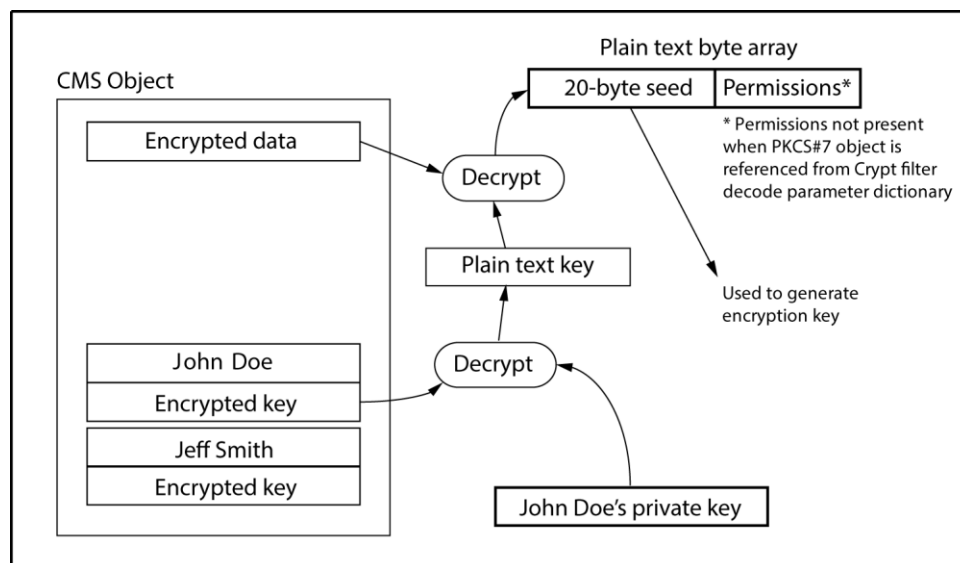 Plain text byte array
CMS Object
20-byte seed
Permissions*
Encrypted data
* Permissions not present
when PKCS#7 object is
referenced from Crypt filter
decode parameter dictionary
Decrypt
Plain text key
Used to generate
encryption key
John Doe
Decrypt
Encrypted key
Jeff Smith
Encrypted key
John Doe's private key